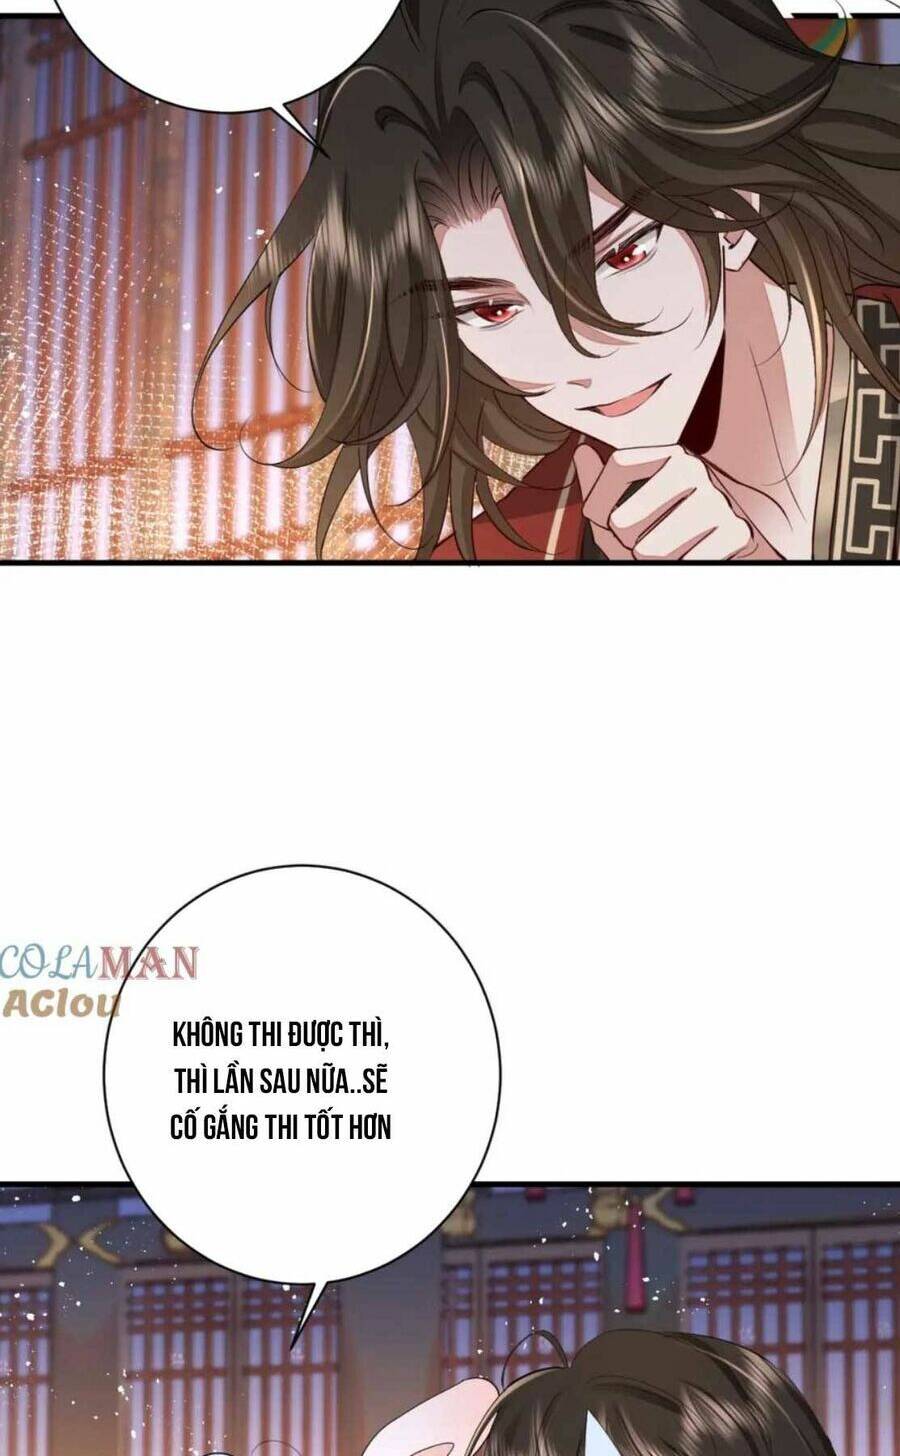 COLAMAN
AClou
KHÔNG THI ĐƯỢC THÌ,
THÌ LẦN SAU NỮA..SẼ
CỐ GẮNG THI TỐT HƠN